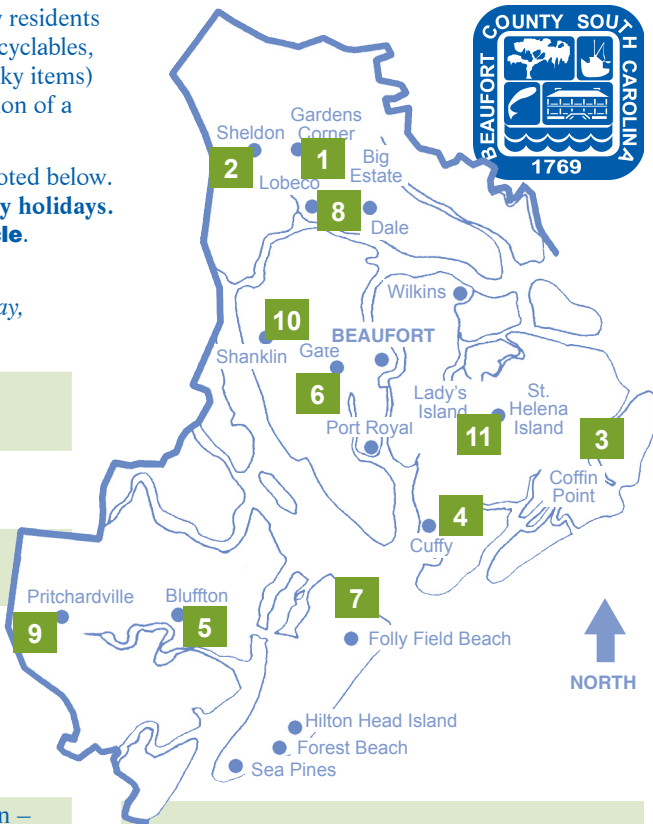 y residents
cyclables,
ky items)
ion of a
oted below.
y holidays.
cle.
ay,
n –
BEAUFORT COUNTY SOUTH CAROLINA
1769
Gardens
Corner
Sheldon
2
1
Big
Estate
Lobeco
8
Dale
Wilkins
10
BEAUFORT
Shanklin
Gate
6
Lady's
Island
St.
Helena
Island
11
3
Port Royal
Coffin
Point
4
Cuffy
7
Pritchardville
Bluffton
9
5
Folly Field Beach
NORTH
Hilton Head Island
Forest Beach
Sea Pines